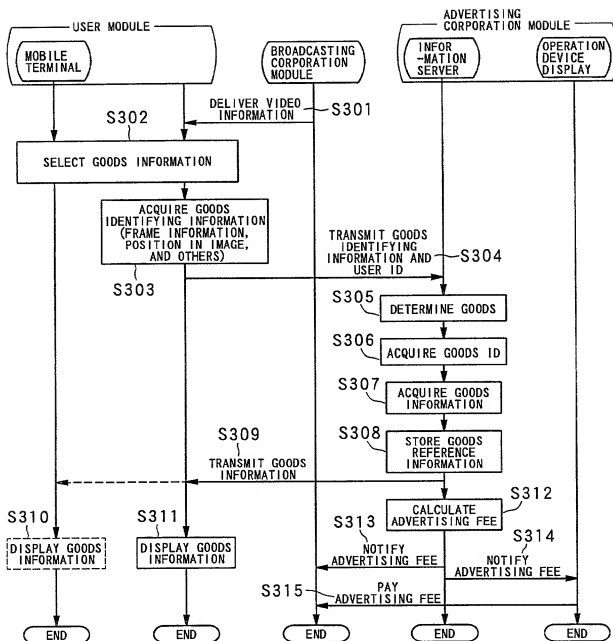 USER MODULE
ADVERTISING
CORPORATION MODULE
MOBILE
TERMINAL
BROADCASTING
CORPORATION
MODULE
INFOR
-MATION
SERVER
OPERATION
DEVICE
DISPLAY
DELIVER VIDEO
INFORMATION
S301
S302
SELECT GOODS INFORMATION
ACQUIRE GOODS
IDENTIFYING INFORMATION
(FRAME INFORMATION,
POSITION IN IMAGE,
AND OTHERS)
S303
TRANSMIT GOODS
IDENTIFYING
INFORMATION AND
USER ID
S304
S305
DETERMINE GOODS
S306
ACQUIRE GOODS ID
S307
ACQUIRE GOODS
INFORMATION
S308
STORE GOODS
REFERENCE
INFORMATION
S309
TRANSMIT GOODS
INFORMATION
CALCULATE
ADVERTISING FEE
S312
S310
DISPLAY GOODS
INFORMATION
S311
DISPLAY GOODS
INFORMATION
S313
NOTIFY
ADVERTISING FEE
S314
NOTIFY
ADVERTISING FEE
S315
PAY
ADVERTISING FEE
END
END
END
END
END